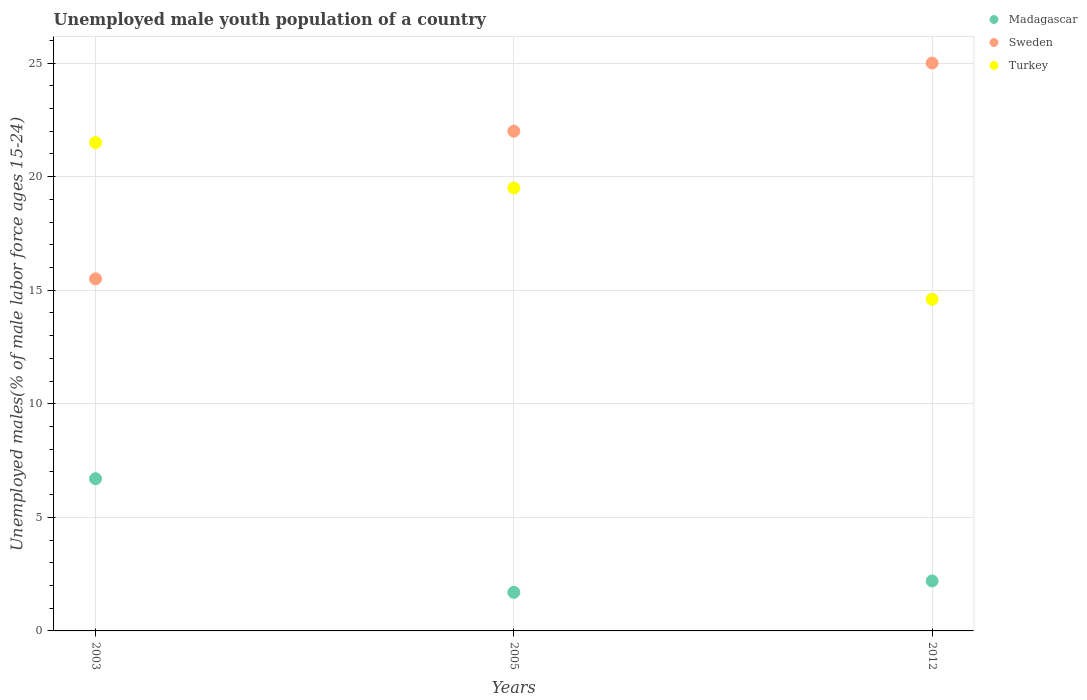 Unemployed male youth population of a country
Madagascar
Sweden
Turkey
Unemployed males(% of male labor force ages 15-24)
25
20
15
10
5
0
2003
2005
2012
Years